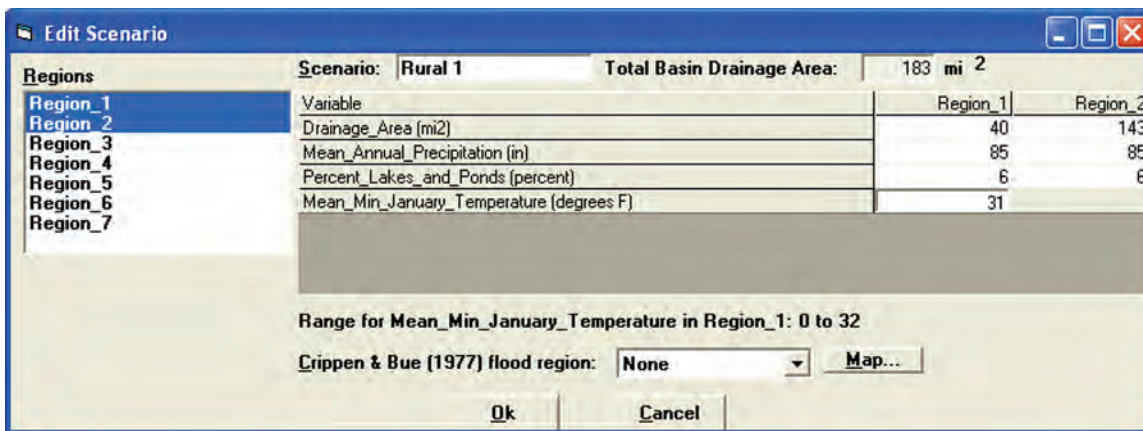 Edit Scenario
Regions
Region_1
Region_2
Region_3
Region_4
Region_5
Region_6
Region_7
Scenario: Rural 1 Total Basin Drainage Area: 183 mi 2
Variable Region_1 Region_2
Drainage_Area (mi2) 40 143
Mean_Annual_Precipitation (in) 85 85
Percent_Lakes_and_Ponds (percent) 6 6
Mean_Min_January_Temperature (degrees F) 31
Range for Mean_Min_January_Temperature in Region_1: 0 to 32
Crippen & Bue (1977) flood region: None Map...
Ok Cancel